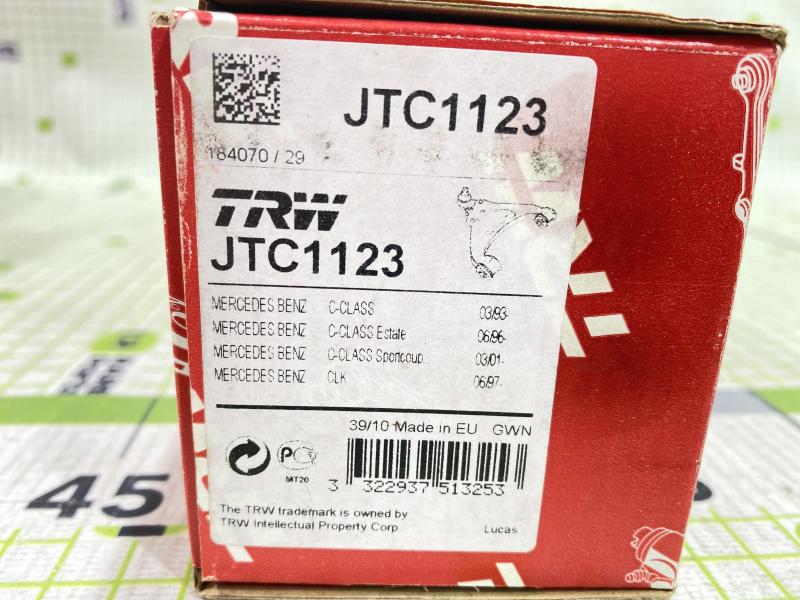 JTC1123
184070 / 29
TRW
JTC1123
MERCEDES BENZ C-CLASS 03/93-
MERCEDES BENZ C-CLASS Estate 06/96-
MERCEDES BENZ C-CLASS Sportcoup... 03/01-
MERCEDES BENZ CLK 06/97-
39/10 Made in EU GWN
MT20
3 322937 513253
The TRW trademark is owned by
TRW Intellectual Property Corp.
Lucas
45